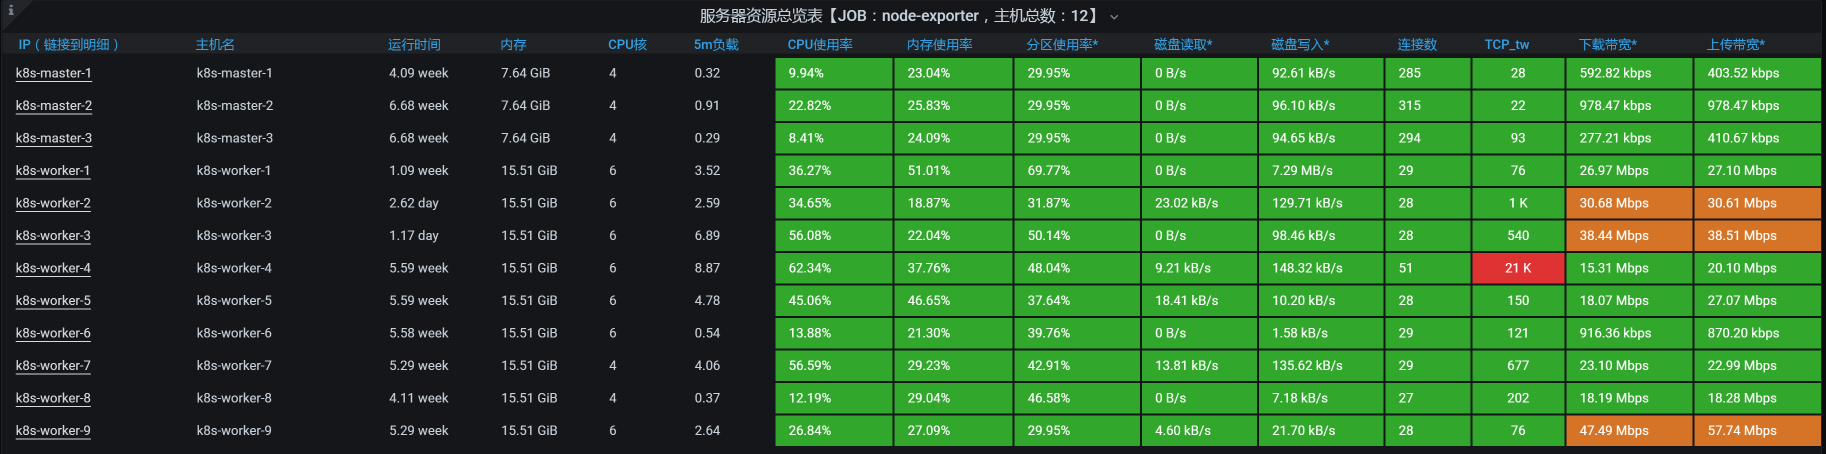 服务器资源总览表【JOB：node-exporter，主机总数：12】
IP（链接到明细） 主机名 运行时间 内存 CPU核 5m负载 CPU使用率 内存使用率 分区使用率* 磁盘读取* 磁盘写入* 连接数 TCP_tw 下载带宽* 上传带宽*
k8s-master-1 k8s-master-1 4.09 week 7.64 GiB 4 0.32 9.94% 23.04% 29.95% 0 B/s 92.61 kB/s 285 28 592.82 kbps 403.52 kbps
k8s-master-2 k8s-master-2 6.68 week 7.64 GiB 4 0.91 22.82% 25.83% 29.95% 0 B/s 96.10 kB/s 315 22 978.47 kbps 978.47 kbps
k8s-master-3 k8s-master-3 6.68 week 7.64 GiB 4 0.29 8.41% 24.09% 29.95% 0 B/s 94.65 kB/s 294 93 277.21 kbps 410.67 kbps
k8s-worker-1 k8s-worker-1 1.09 week 15.51 GiB 6 3.52 36.27% 51.01% 69.77% 0 B/s 7.29 MB/s 29 76 26.97 Mbps 27.10 Mbps
k8s-worker-2 k8s-worker-2 2.62 day 15.51 GiB 6 2.59 34.65% 18.87% 31.87% 23.02 kB/s 129.71 kB/s 28 1 K 30.68 Mbps 30.61 Mbps
k8s-worker-3 k8s-worker-3 1.17 day 15.51 GiB 6 6.89 56.08% 22.04% 50.14% 0 B/s 98.46 kB/s 28 540 38.44 Mbps 38.51 Mbps
k8s-worker-4 k8s-worker-4 5.59 week 15.51 GiB 6 8.87 62.34% 37.76% 48.04% 9.21 kB/s 148.32 kB/s 51 21 K 15.31 Mbps 20.10 Mbps
k8s-worker-5 k8s-worker-5 5.59 week 15.51 GiB 6 4.78 45.06% 46.65% 37.64% 18.41 kB/s 10.20 kB/s 28 150 18.07 Mbps 27.07 Mbps
k8s-worker-6 k8s-worker-6 5.58 week 15.51 GiB 6 0.54 13.88% 21.30% 39.76% 0 B/s 1.58 kB/s 29 121 916.36 kbps 870.20 kbps
k8s-worker-7 k8s-worker-7 5.29 week 15.51 GiB 4 4.06 56.59% 29.23% 42.91% 13.81 kB/s 135.62 kB/s 29 677 23.10 Mbps 22.99 Mbps
k8s-worker-8 k8s-worker-8 4.11 week 15.51 GiB 4 0.37 12.19% 29.04% 46.58% 0 B/s 7.18 kB/s 27 202 18.19 Mbps 18.28 Mbps
k8s-worker-9 k8s-worker-9 5.29 week 15.51 GiB 6 2.64 26.84% 27.09% 29.95% 4.60 kB/s 21.70 kB/s 28 76 47.49 Mbps 57.74 Mbps